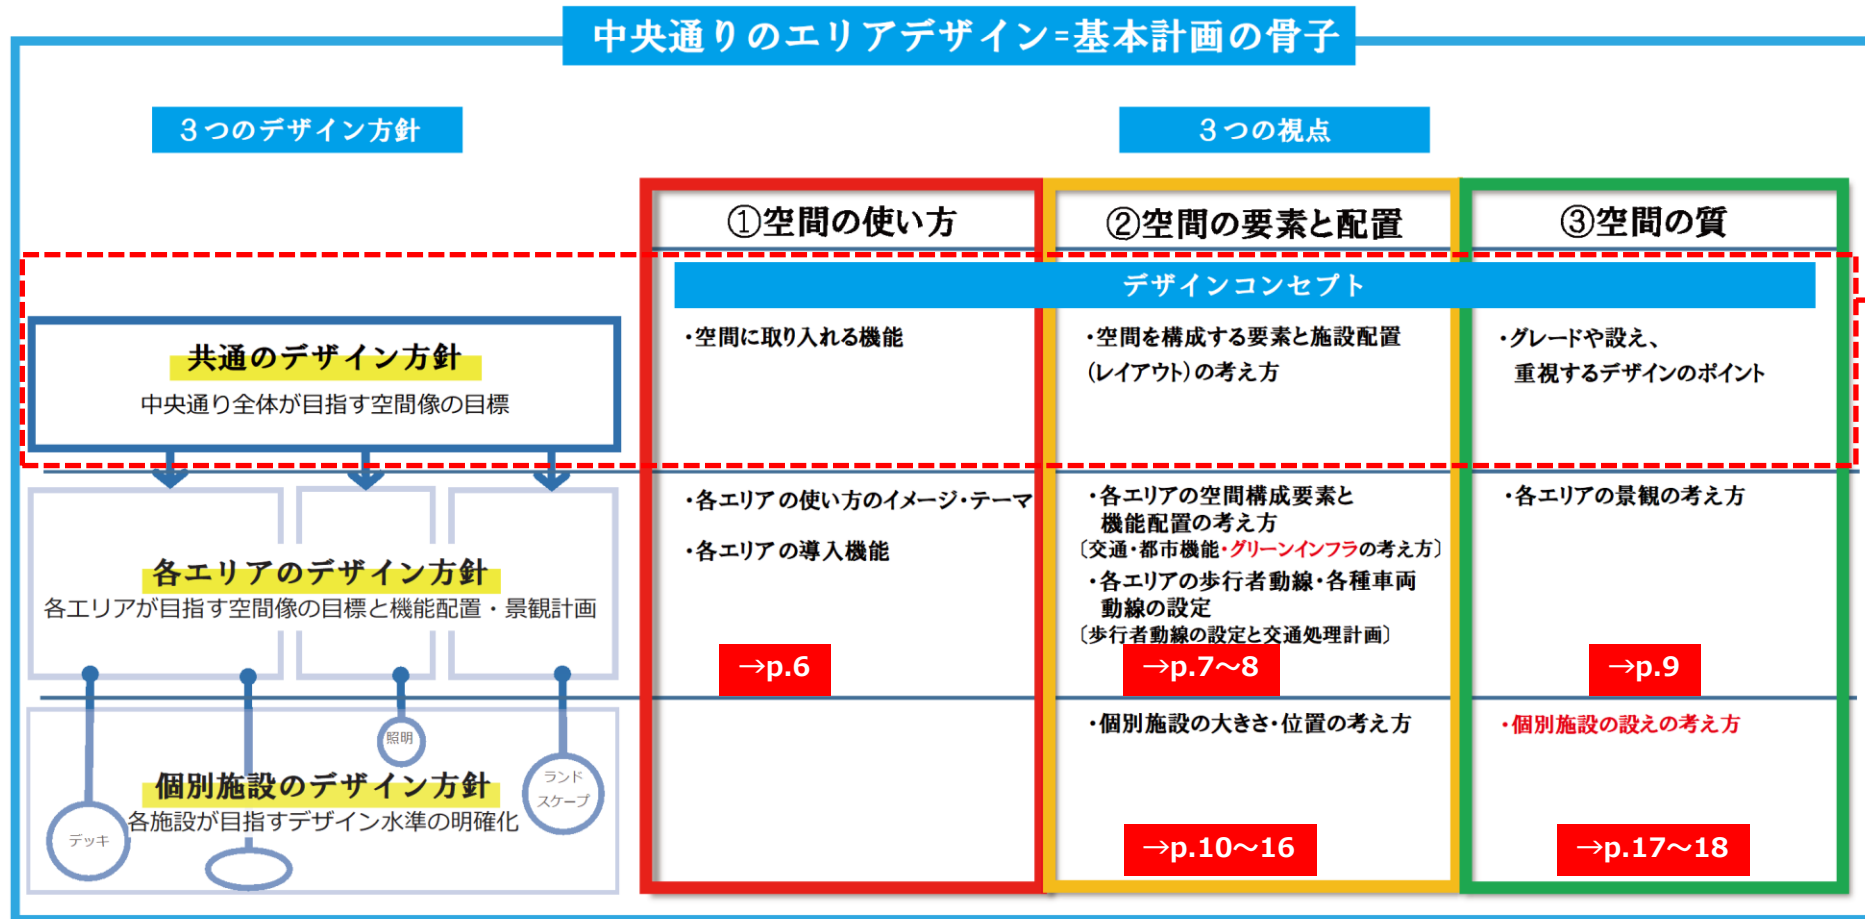 中央通りのエリアデザイン=基本計画の骨子
３つのデザイン方針
３つの視点
①空間の使い方
②空間の要素と配置
③空間の質
デザインコンセプト
共通のデザイン方針
中央通り全体が目指す空間像の目標
・空間に取り入れる機能
・空間を構成する要素と施設配置
(レイアウト)の考え方
・グレードや設え、
重視するデザインのポイント
各エリアのデザイン方針
各エリアが目指す空間像の目標と機能配置・景観計画
・各エリアの使い方のイメージ・テーマ
・各エリアの導入機能
→p.6
・各エリアの空間構成要素と
機能配置の考え方
〔交通・都市機能・グリーンインフラの考え方〕
・各エリアの歩行者動線・各種車両
動線の設定
〔歩行者動線の設定と交通処理計画〕
→p.7～8
・各エリアの景観の考え方
→p.9
照明
ランド
スケープ
デッキ
個別施設のデザイン方針
各施設が目指すデザイン水準の明確化
・個別施設の大きさ・位置の考え方
→p.10～16
・個別施設の設えの考え方
→p.17～18